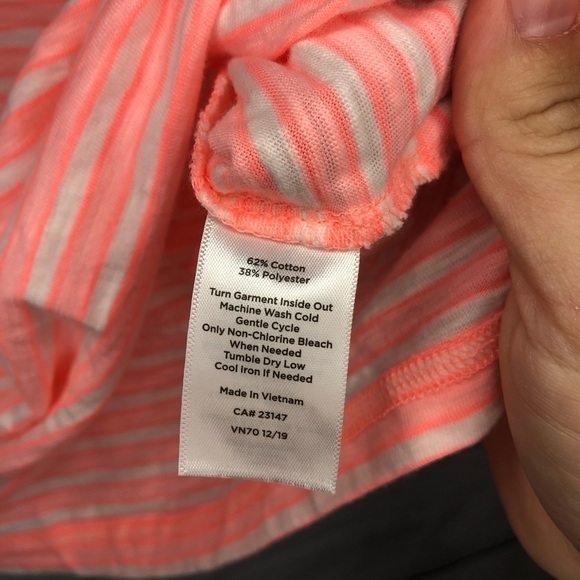 62% Cotton
38% Polyester
Turn Garment Inside Out
Machine Wash Cold
Gentle Cycle
Only Non-Chlorine Bleach
When Needed
Tumble Dry Low
Cool Iron If Needed
Made In Vietnam
CA# 23147
VN70 12/19